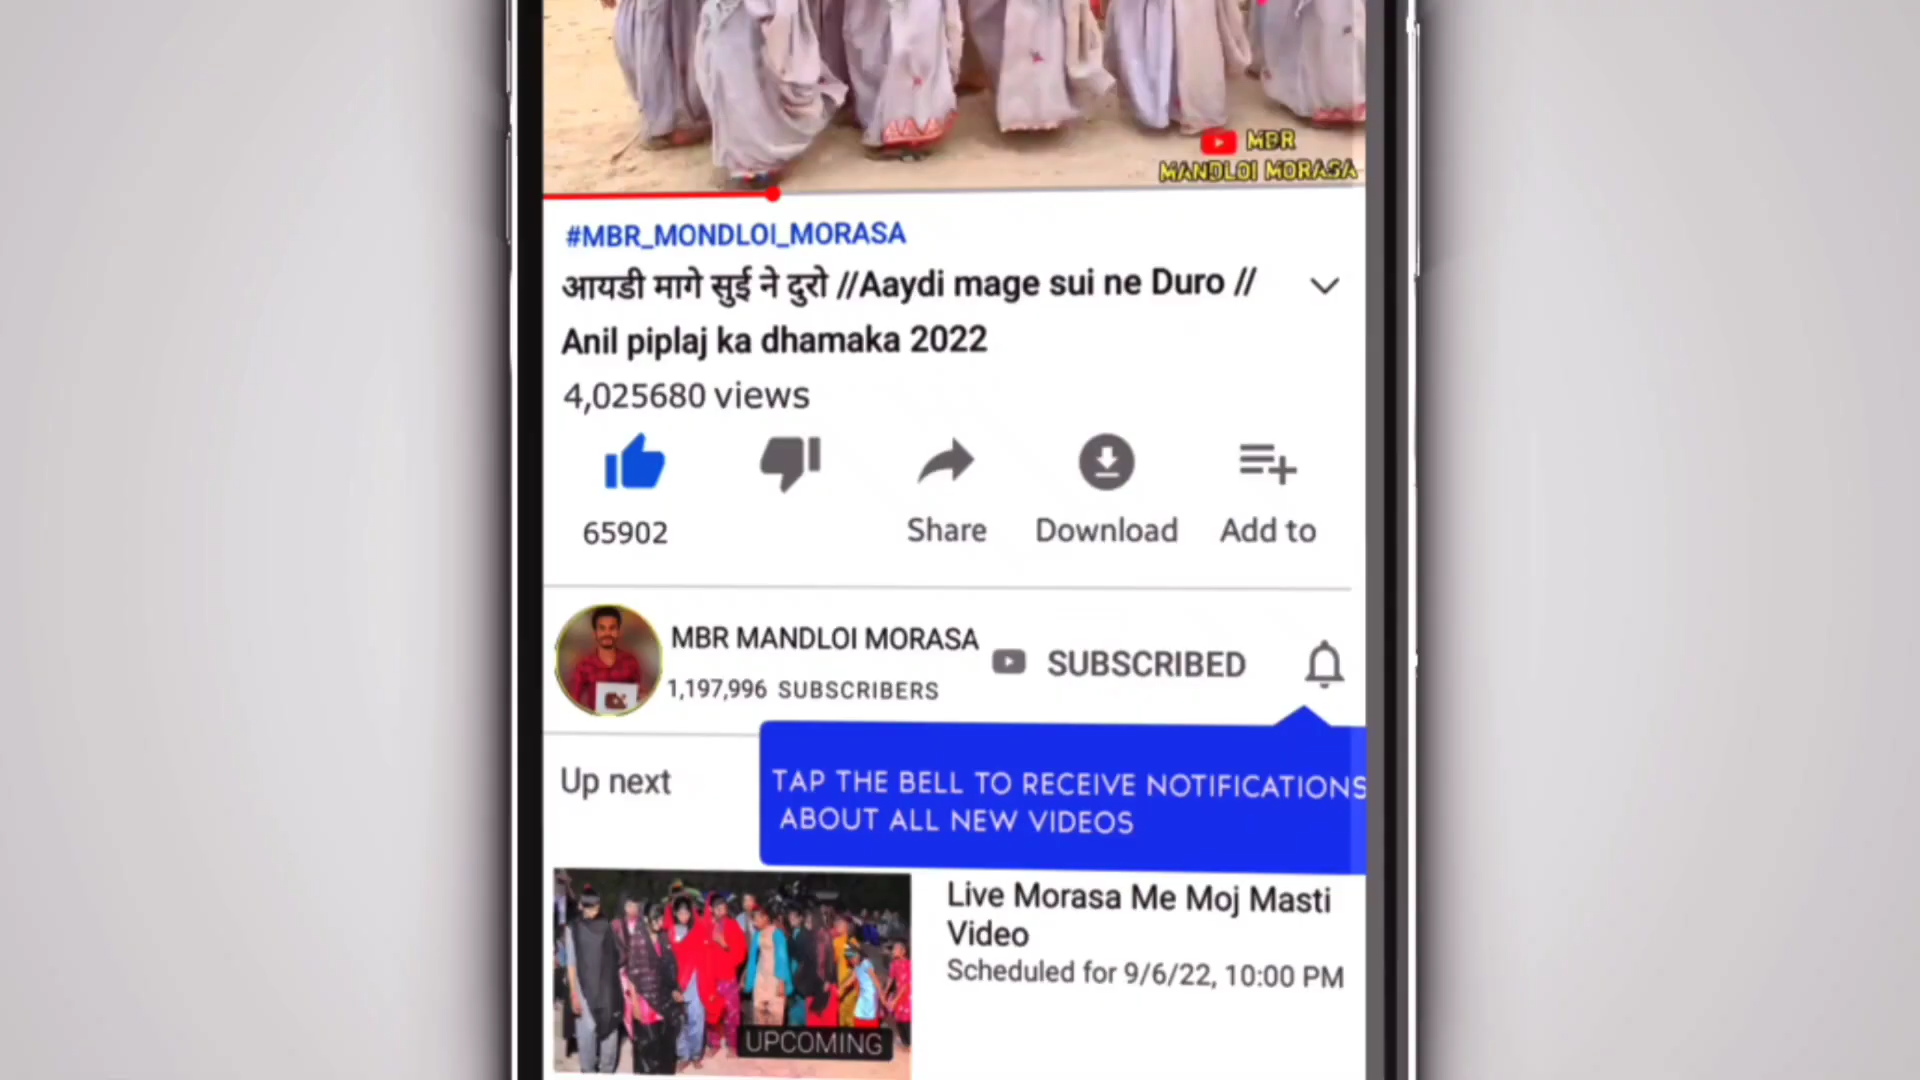 MBR
MANDLOI MORASA
#MBR_MONDLOI_MORASA
आयडी मागे सुई ने दुरो //Aaydi mage sui ne Duro //
Anil piplaj ka dhamaka 2022
4,025680 views
65902
Share
Download
Add to
MBR MANDLOI MORASA
1,197,996 SUBSCRIBERS
SUBSCRIBED
Up next
TAP THE BELL TO RECEIVE NOTIFICATIONS
ABOUT ALL NEW VIDEOS
Live Morasa Me Moj Masti
Video
Scheduled for 9/6/22, 10:00 PM
UPCOMING